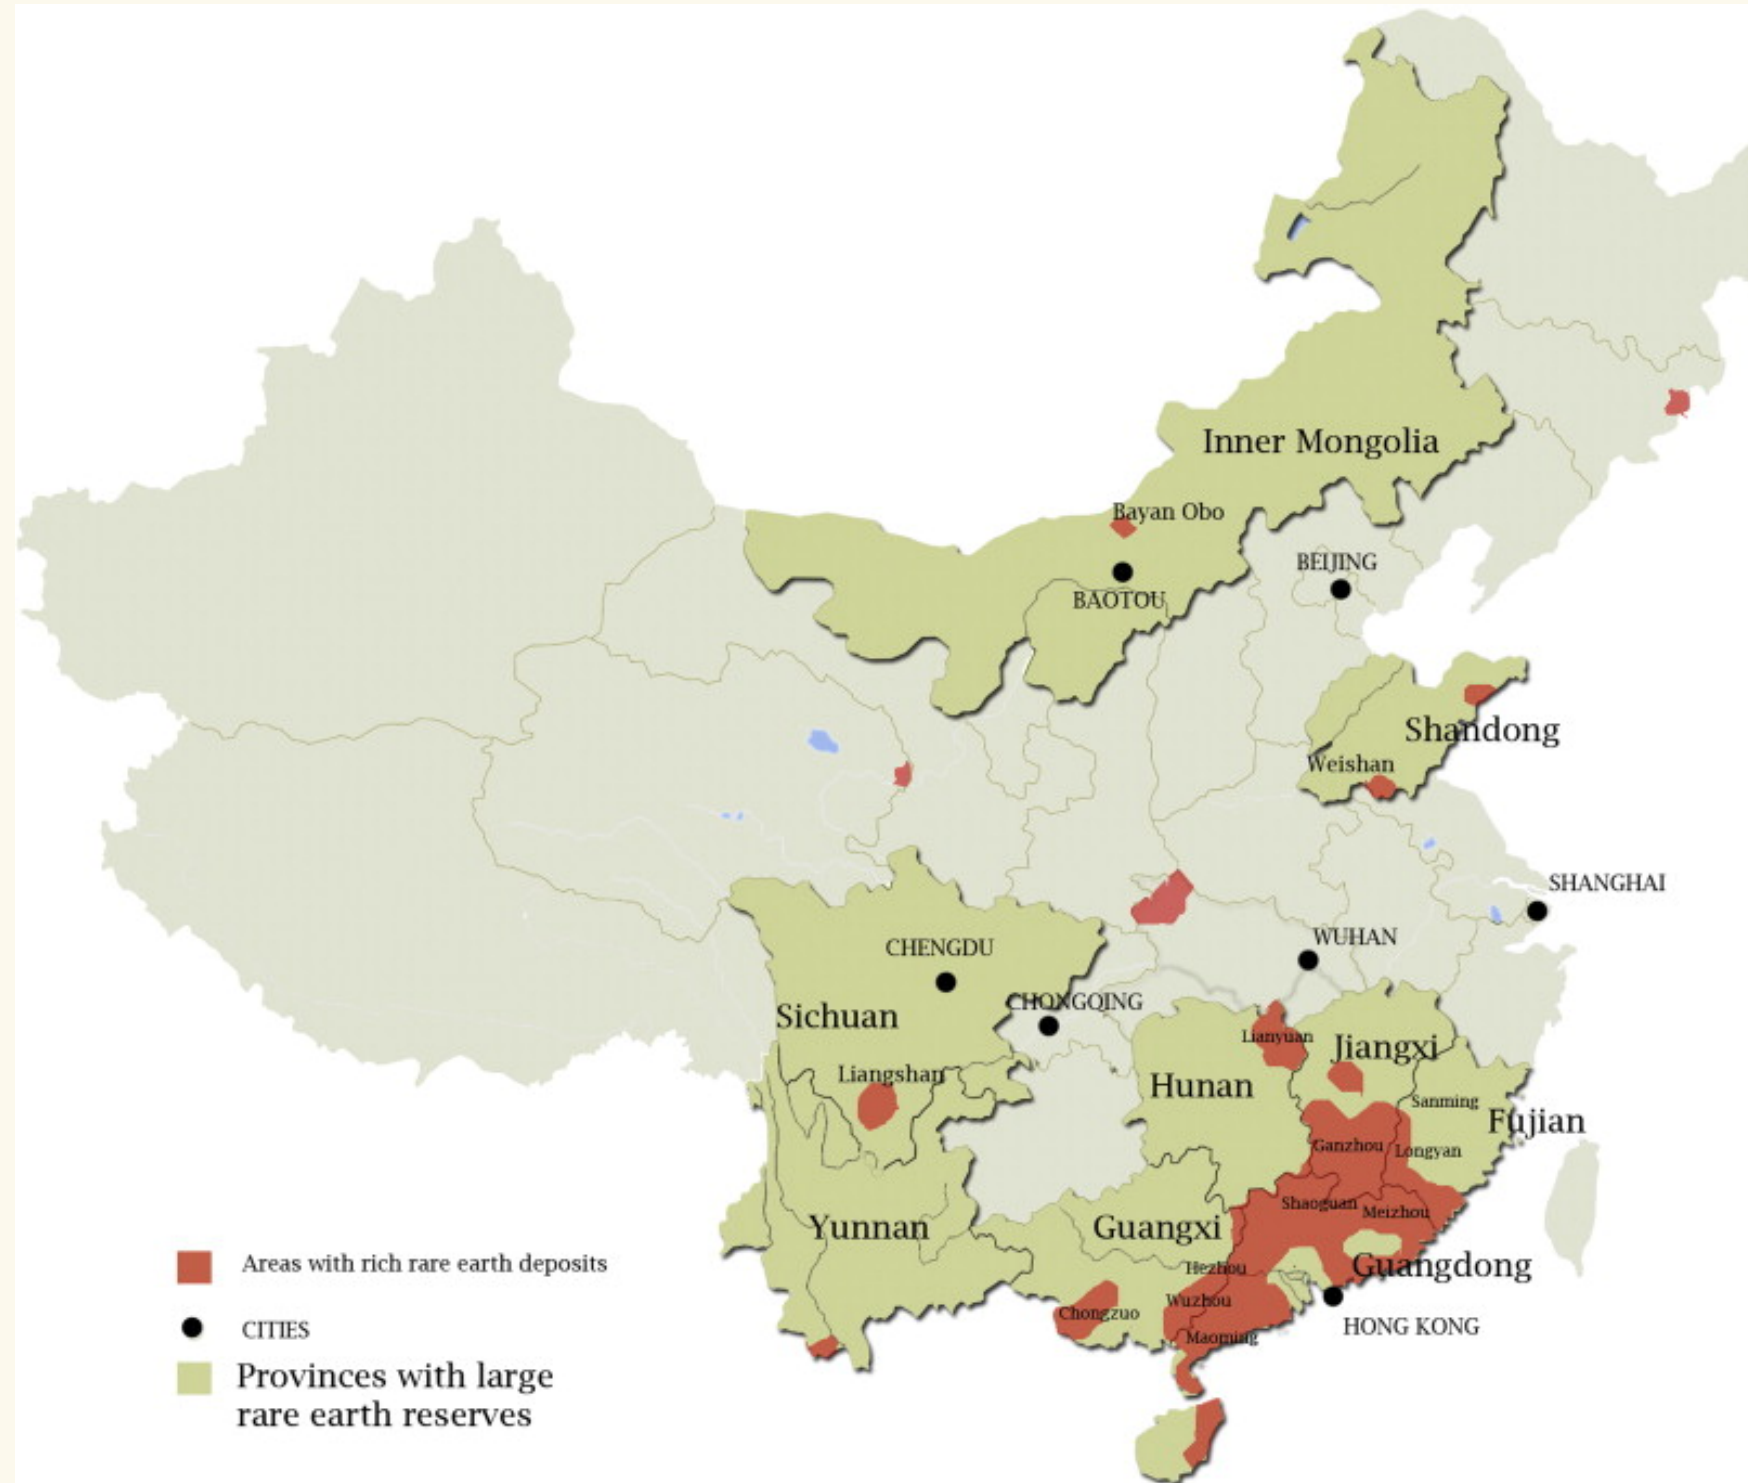 Inner Mongolia
Bayan Obo
BEIJING
BAOTOU
Shandong
Weishan
SHANGHAI
WUHAN
CHENGDU
CHONGQING
Sichuan
Lianyuan
Jiangxi
Liangshan
Hunan
Sanming
Fujian
Ganzhou
Longyan
Shaoguan
Meizhou
Yunnan
Guangxi
Hezhou
Guangdong
Wuzhou
Chongzuo
HONG KONG
Maoming
Areas with rich rare earth deposits
CITIES
Provinces with large
rare earth reserves